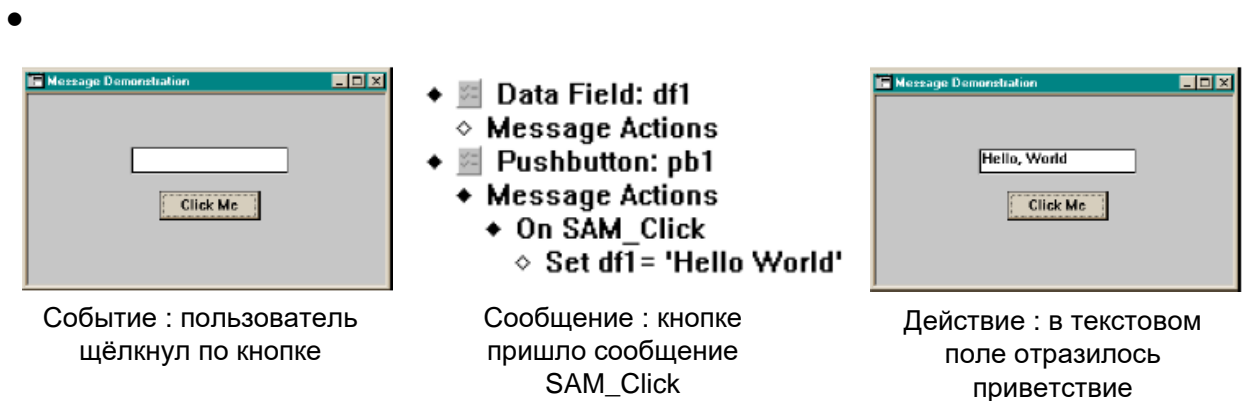 Message Demonstration
Click Me
Событие : пользователь
щёлкнул по кнопке
Data Field: df1
Message Actions
Pushbutton: pb1
Message Actions
On SAM_Click
Set df1= 'Hello World'
Сообщение : кнопке
пришло сообщение
SAM_Click
Message Demonstration
Hello, World
Click Me
Действие : в текстовом
поле отразилось
приветствие